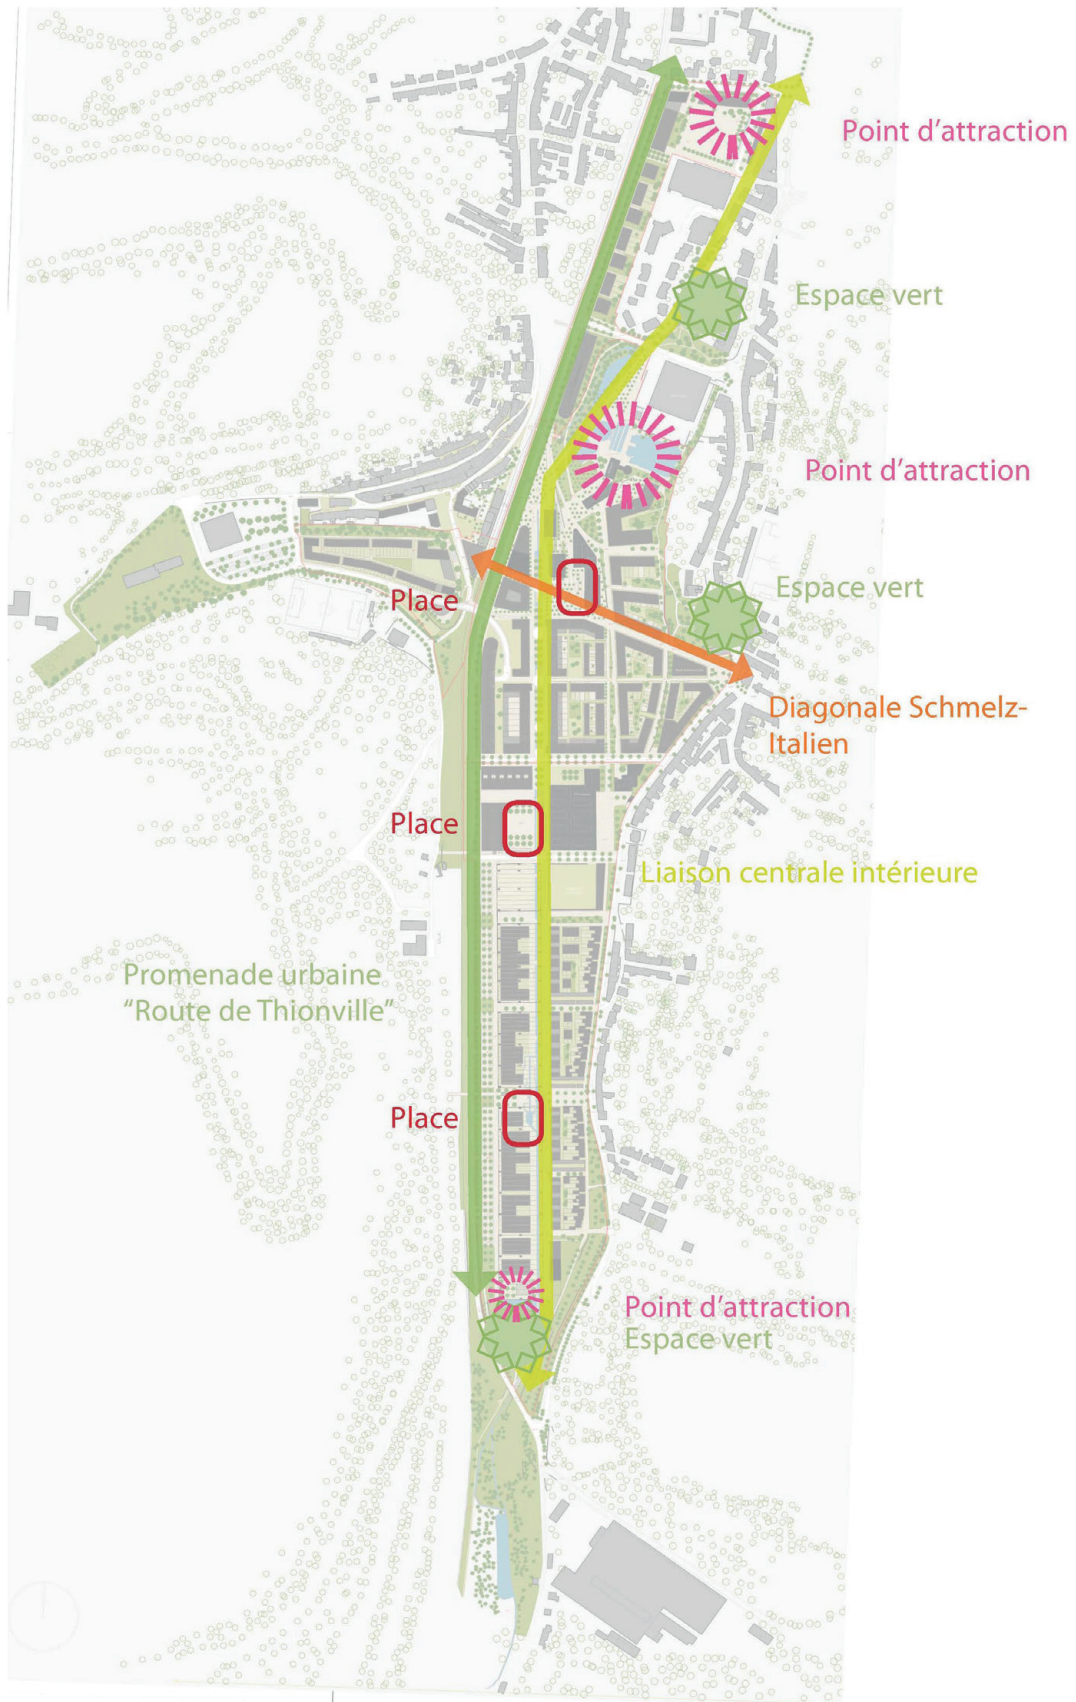 Point d'attraction
Espace vert
Point d'attraction
Espace vert
Place
Diagonale Schmelz-
Italien
Place
Liaison centrale intérieure
Promenade urbaine
"Route de Thionville"
Place
Point d'attraction
Espace vert